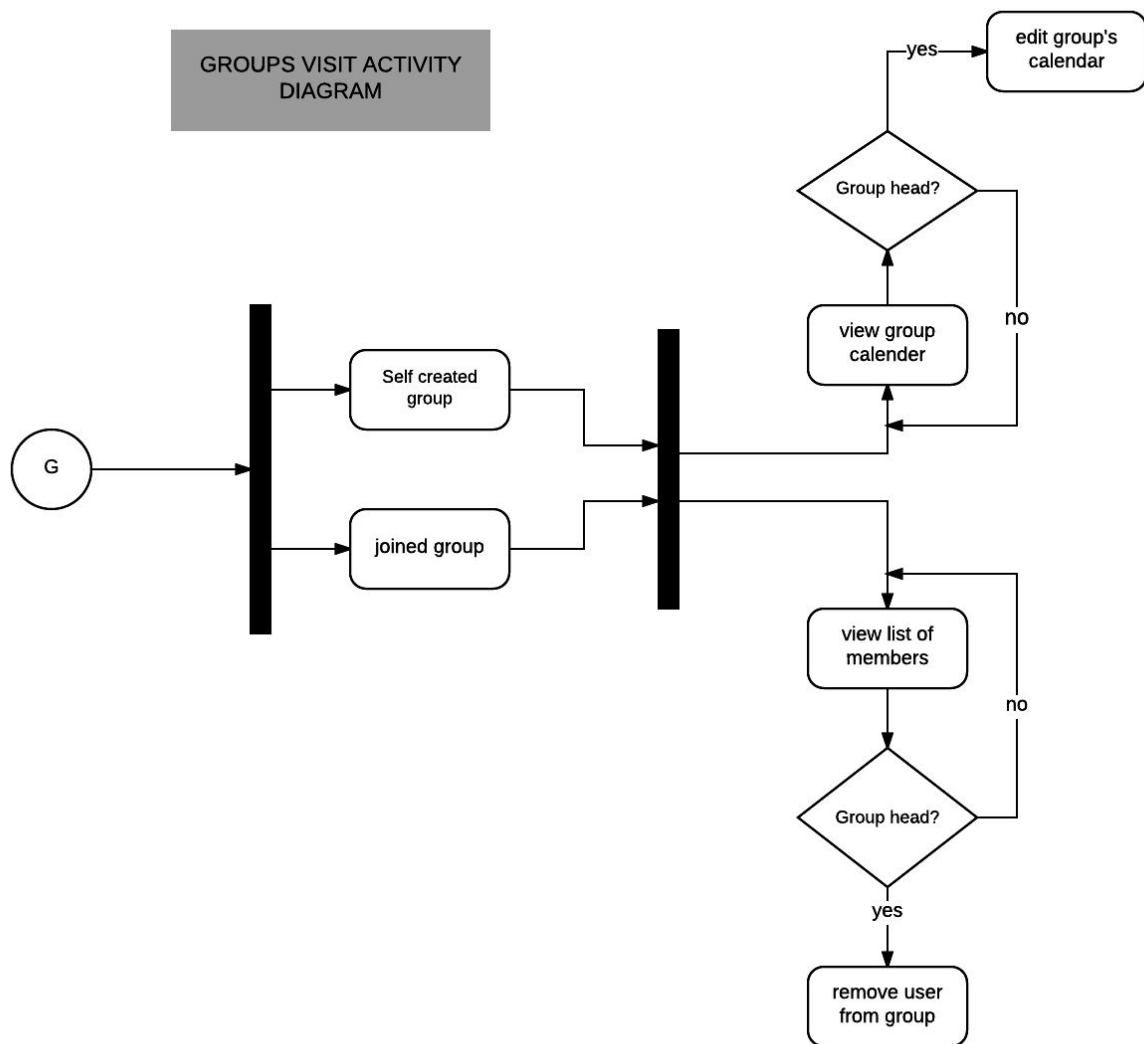 GROUPS VISIT ACTIVITY
DIAGRAM
yes
edit group's
calendar
Group head?
no
view group
calender
Self created
group
G
joined group
view list of
members
no
Group head?
yes
remove user
from group